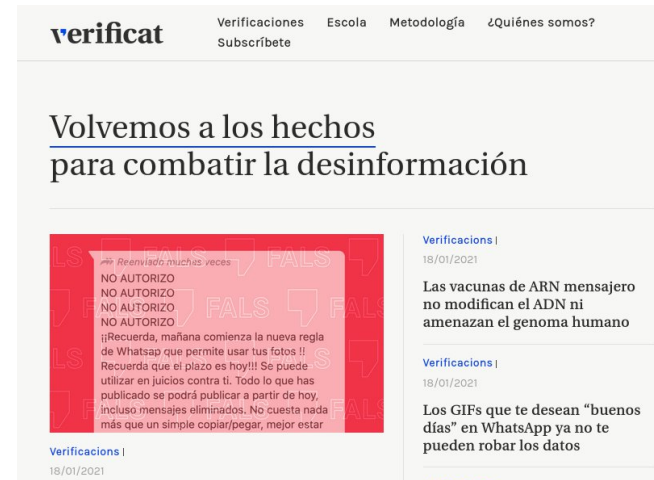 verificat
Verificaciones Escola Metodología ¿Quiénes somos?
Subscríbete
Volvemos a los hechos
para combatir la desinformación
LS FALS FALS
Reenviado muchas veces
NO AUTORIZO
NO AUTORIZO
NO AUTORIZO
NO AUTORIZO
FALS FALS
¡¡Recuerda, mañana comienza la nueva regla
de Whatsap que permite usar tus fotos !!
Recuerda que el plazo es hoy!!! Se puede
utilizar en juicios contra ti. Todo lo que has
publicado se podrá publicar a partir de hoy,
incluso mensajes eliminados. No cuesta nada
más que un simple copiar/pegar, mejor estar
Verificacions |
18/01/2021
Verificacions |
18/01/2021
Las vacunas de ARN mensajero
no modifican el ADN ni
amenazan el genoma humano
Verificacions |
18/01/2021
Los GIFs que te desean “buenos
días” en WhatsApp ya no te
pueden robar los datos